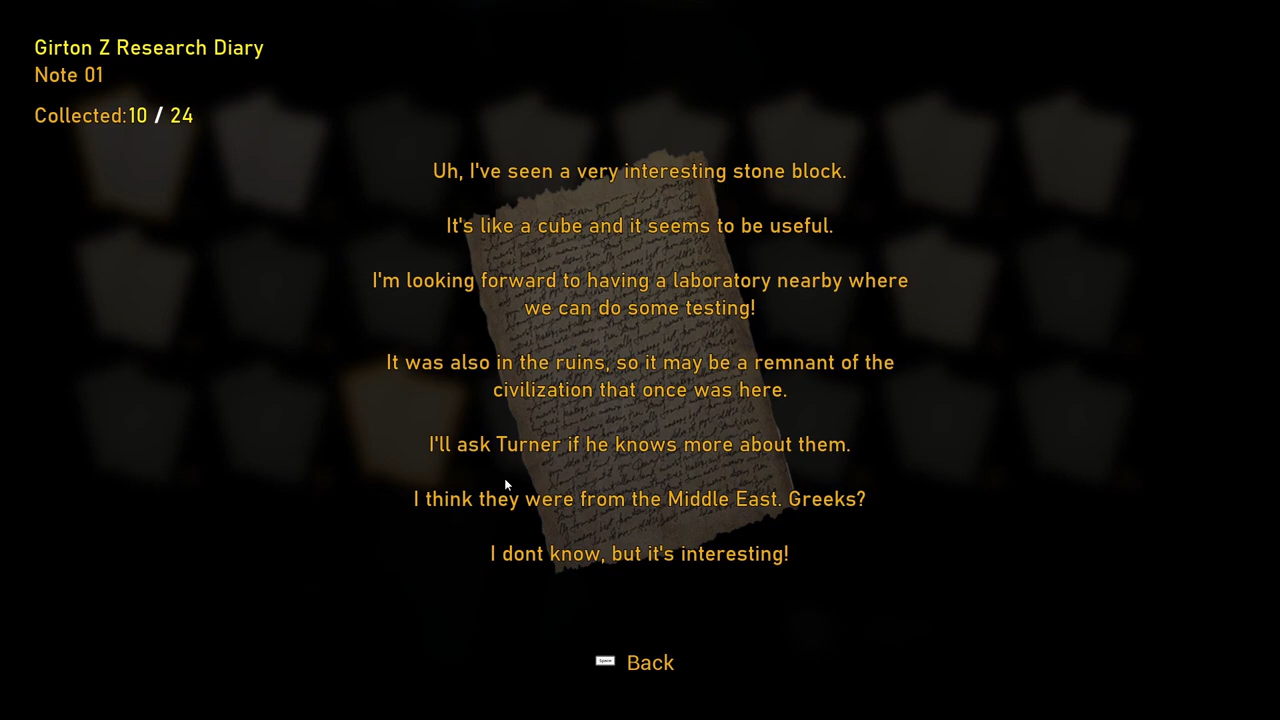 Girton Z Research Diary
Note 01
Collected:10 / 24
Uh, I've seen a very interesting stone block.
It's like a cube and it seems to be useful.
I'm looking forward to having a laboratory nearby where
we can do some testing!
It was also in the ruins, so it may be a remnant of the
civilization that once was here.
I'll ask Turner if he knows more about them.
I think they were from the Middle East. Greeks?
I dont know, but it's interesting!
Back